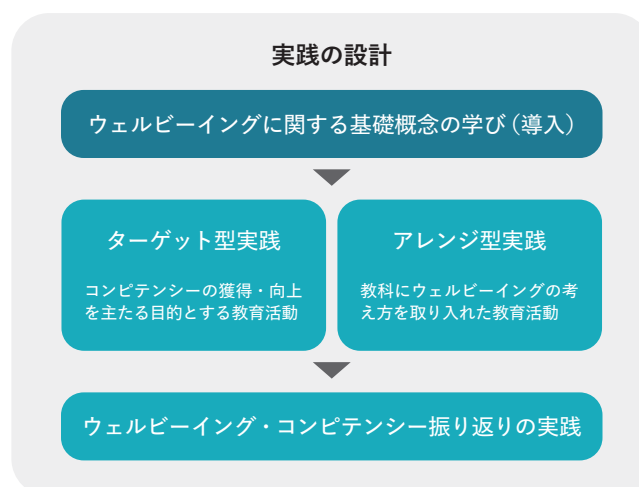 実践の設計
ウェルビーイングに関する基礎概念の学び（導入）
ターゲット型実践
コンピテンシーの獲得・向上
を主たる目的とする教育活動
アレンジ型実践
教科にウェルビーイングの考
え方を取り入れた教育活動
ウェルビーイング・コンピテンシー振り返りの実践